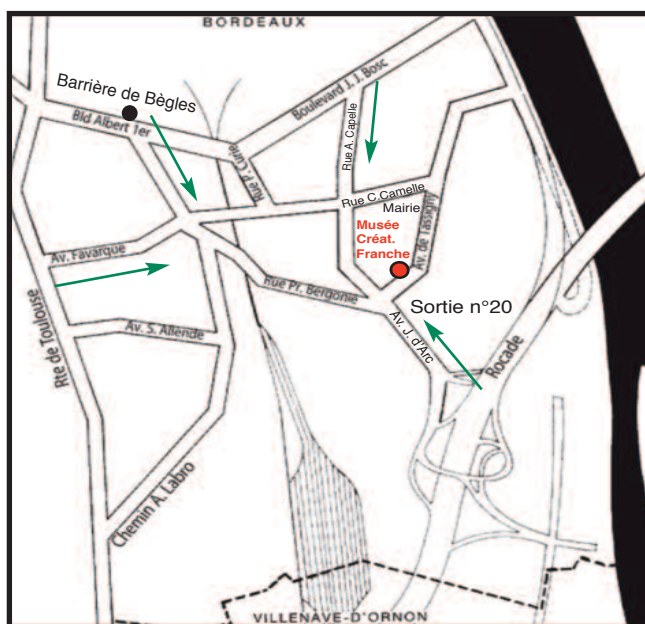 BORDEAUX
Barrière de Bègles
Bld Albert 1er
Boulevard J. J. Bosc
Rue A. Capelle
Rue P. Curie
Rue C. Camelle
Mairie
Musée
Créat.
Franche
Av. de Tassigny
Av. Favarque
Rue Pr. Bergonie
Sortie n°20
Av. S. Allende
Av. J. d'Arc
Rocade
Rte de Toulouse
Chemin A. Labro
VILLENAVE-D'ORNON